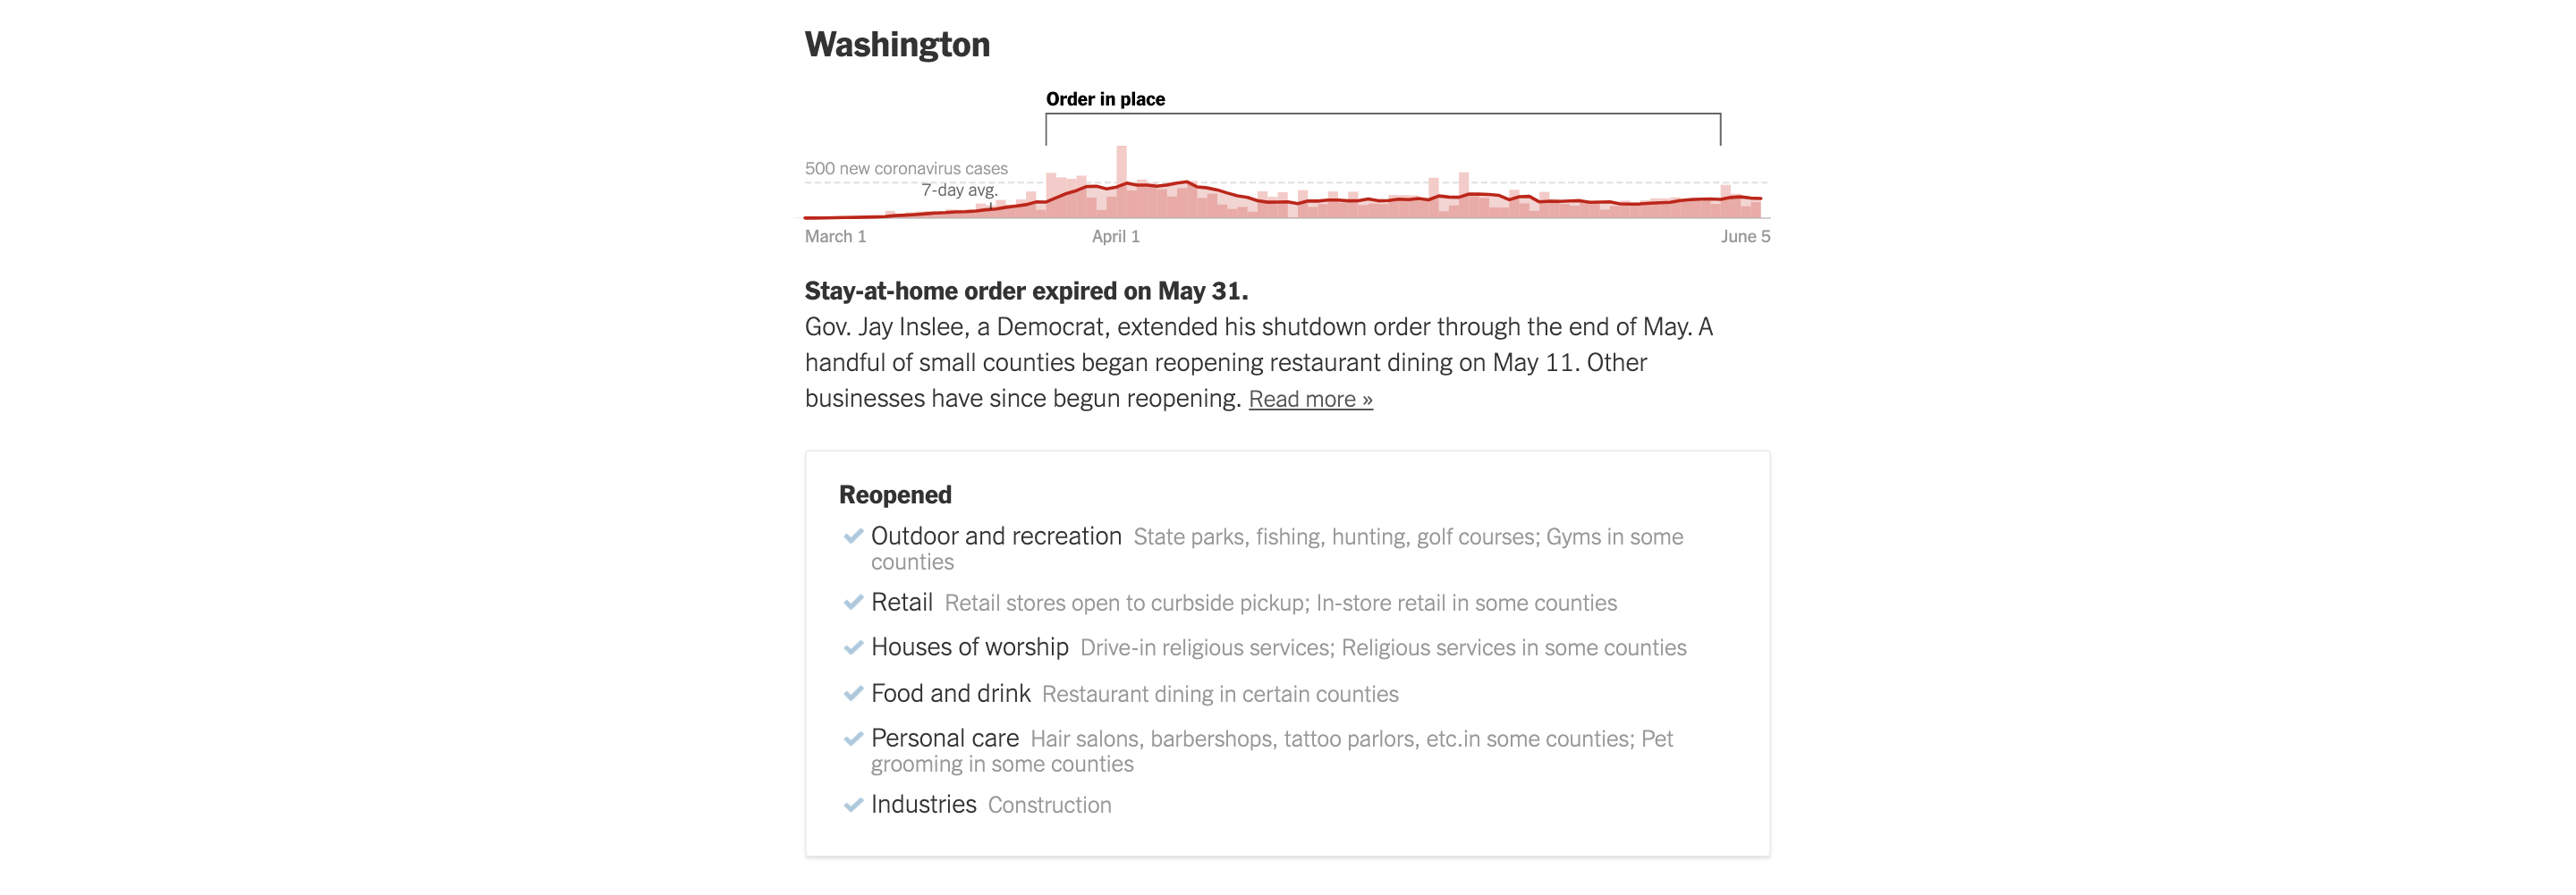 Washington
Order in place
500 new coronavirus cases
7-day avg.
March 1
April 1
June 5
Stay-at-home order expired on May 31.
Gov. Jay Inslee, a Democrat, extended his shutdown order through the end of May. A
handful of small counties began reopening restaurant dining on May 11. Other
businesses have since begun reopening. Read more »
Reopened
Outdoor and recreation State parks, fishing, hunting, golf courses; Gyms in some
counties
Retail Retail stores open to curbside pickup; In-store retail in some counties
Houses of worship Drive-in religious services; Religious services in some counties
Food and drink Restaurant dining in certain counties
Personal care Hair salons, barbershops, tattoo parlors, etc.in some counties; Pet
grooming in some counties
Industries Construction